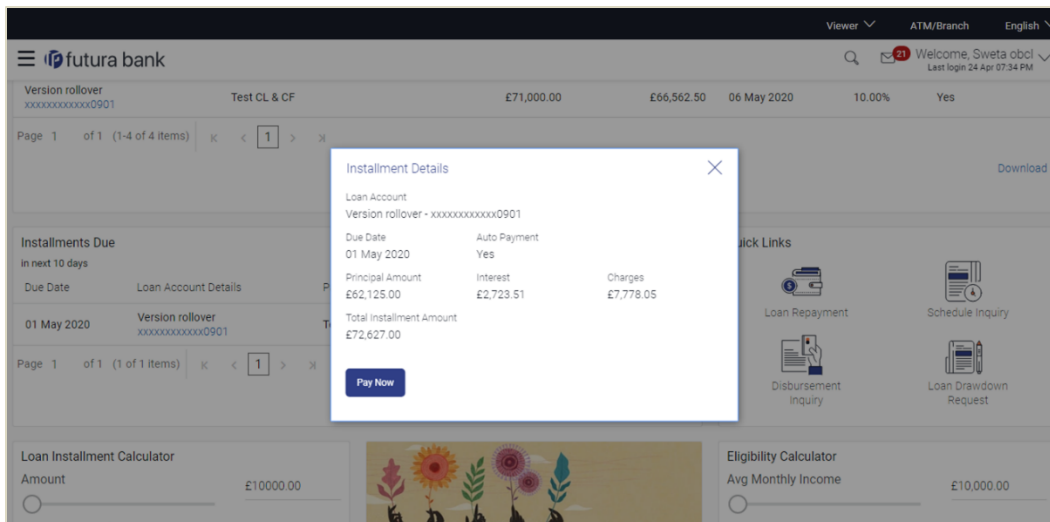 Viewer ATM/Branch English
futura bank
21 Welcome, Sweta obcl
Last login 24 Apr 07:34 PM
Version rollover
xxxxxxxxxxxx0901 Test CL & CF £71,000.00 £66,562.50 06 May 2020 10.00% Yes
Page 1 of 1 (1-4 of 4 items) 1
Download
Installment Details
Loan Account
Version rollover - xxxxxxxxxxxx0901
Due Date Auto Payment
01 May 2020 Yes
Principal Amount Interest Charges
£62,125.00 £2,723.51 £7,778.05
Total Installment Amount
£72,627.00
Pay Now
Installments Due
in next 10 days
Due Date Loan Account Details P
01 May 2020 Version rollover
xxxxxxxxxxxx0901
Page 1 of 1 (1 of 1 items) 1
uick Links
Loan Repayment Schedule Inquiry
Disbursement
Inquiry
Loan Drawdown
Request
Loan Installment Calculator
Amount £10000.00
Eligibility Calculator
Avg Monthly Income £10,000.00